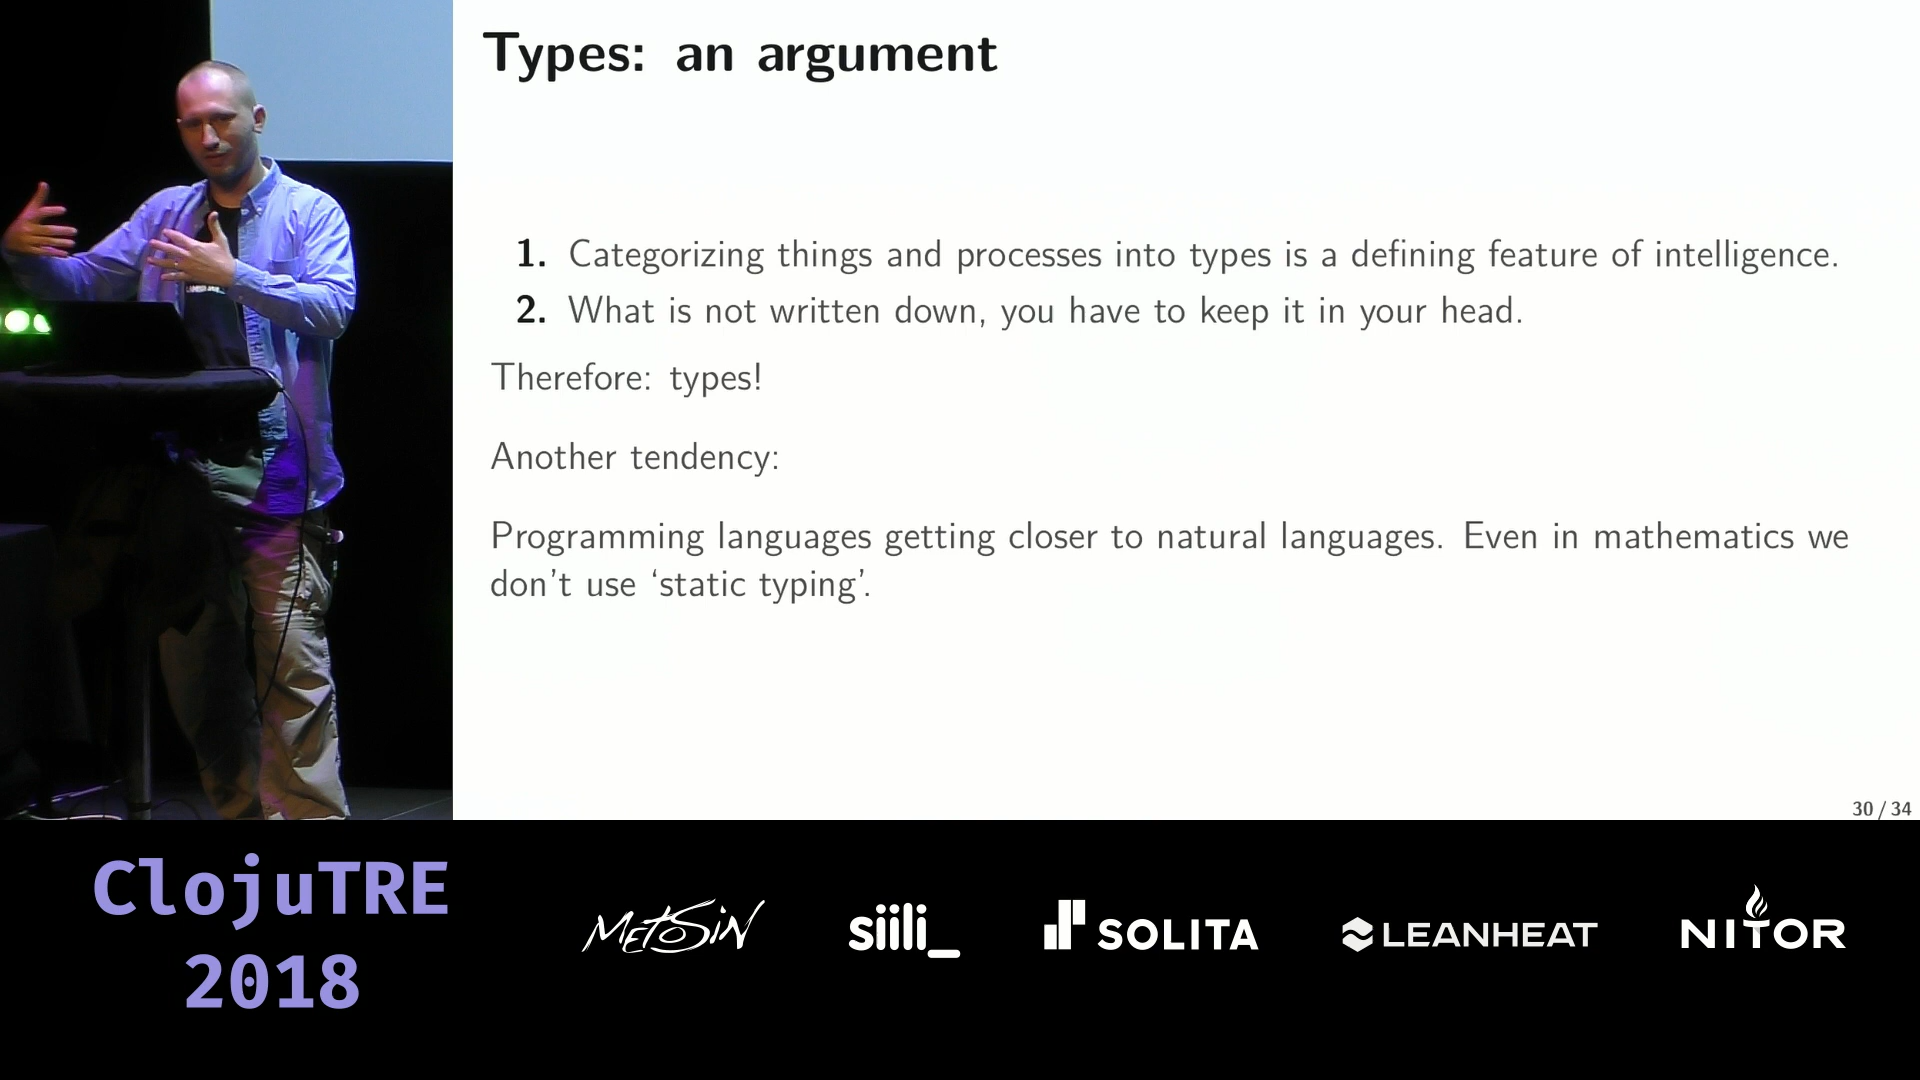 Types: an argument
1. Categorizing things and processes into types is a defining feature of intelligence.
2. What is not written down, you have to keep it in your head.
Therefore: types!
Another tendency:
Programming languages getting closer to natural languages. Even in mathematics we
don't use ‘static typing’.
30 / 34
ClojuTRE
2018
METOSIN
siili_
SOLITA
LEANHEAT
NITOR